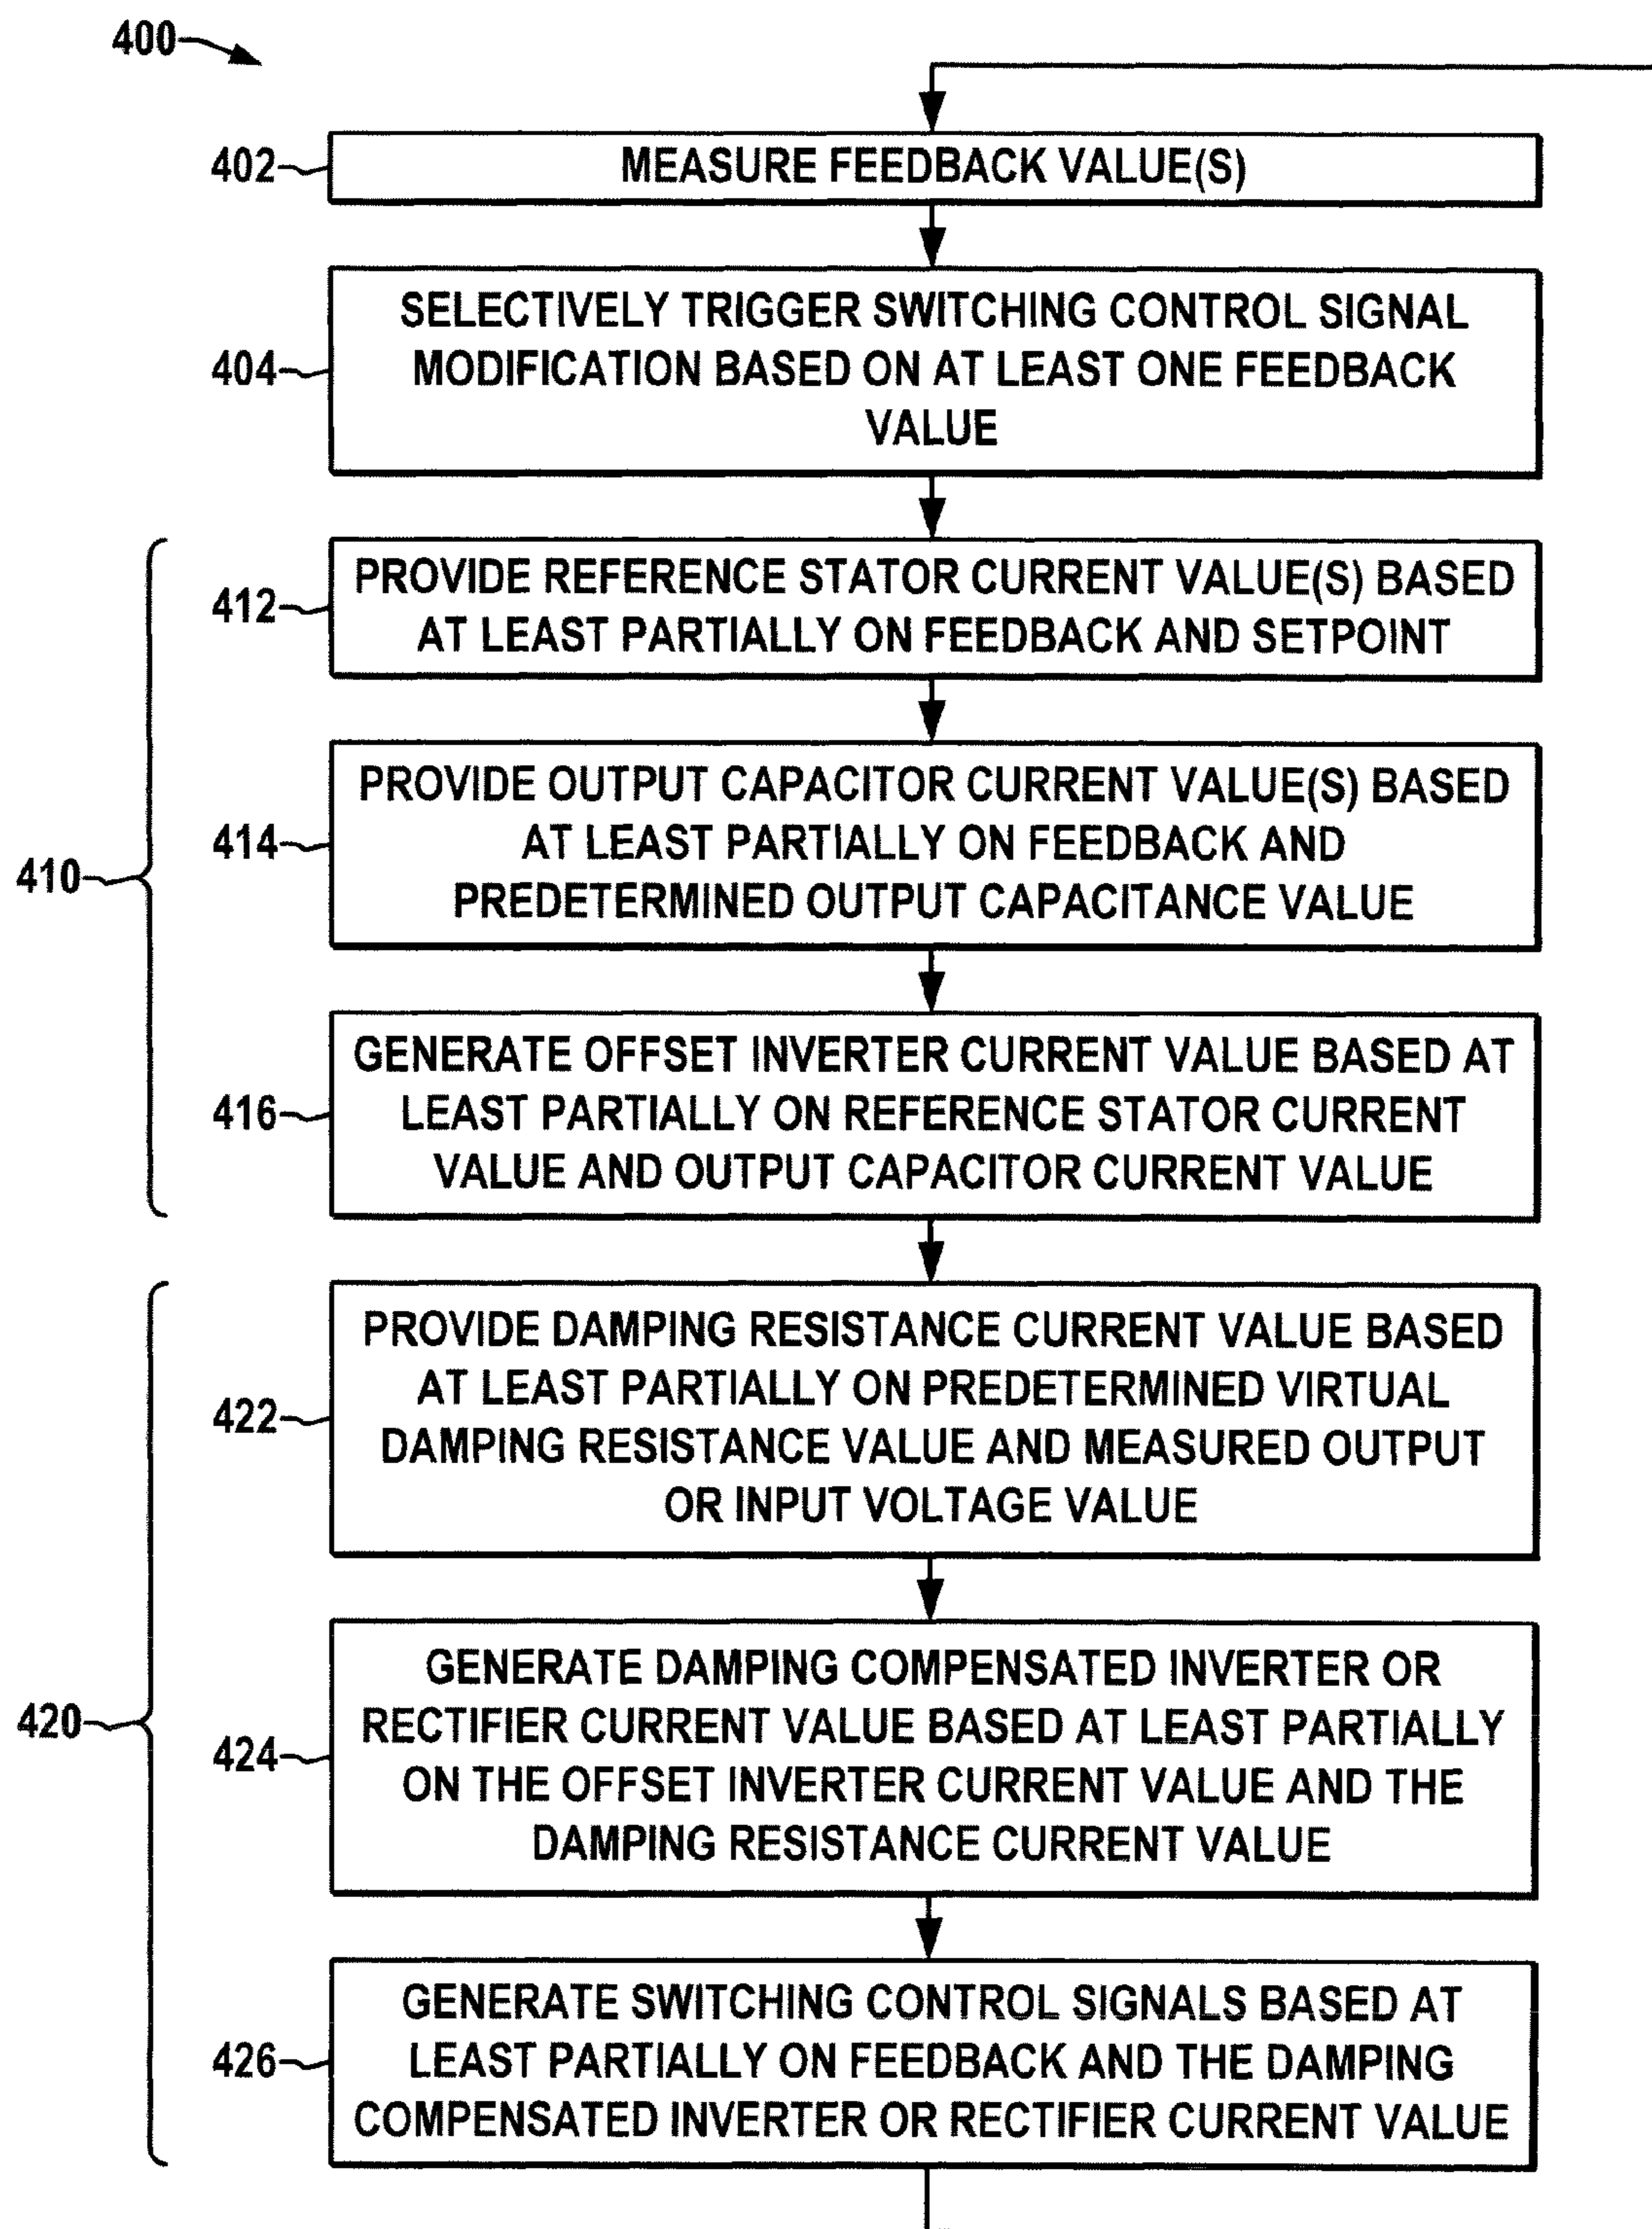 400
402
MEASURE FEEDBACK VALUE(S)
404
SELECTIVELY TRIGGER SWITCHING CONTROL SIGNAL
MODIFICATION BASED ON AT LEAST ONE FEEDBACK
VALUE
410
412
PROVIDE REFERENCE STATOR CURRENT VALUE(S) BASED
AT LEAST PARTIALLY ON FEEDBACK AND SETPOINT
414
PROVIDE OUTPUT CAPACITOR CURRENT VALUE(S) BASED
AT LEAST PARTIALLY ON FEEDBACK AND
PREDETERMINED OUTPUT CAPACITANCE VALUE
416
GENERATE OFFSET INVERTER CURRENT VALUE BASED AT
LEAST PARTIALLY ON REFERENCE STATOR CURRENT
VALUE AND OUTPUT CAPACITOR CURRENT VALUE
420
422
PROVIDE DAMPING RESISTANCE CURRENT VALUE BASED
AT LEAST PARTIALLY ON PREDETERMINED VIRTUAL
DAMPING RESISTANCE VALUE AND MEASURED OUTPUT
OR INPUT VOLTAGE VALUE
424
GENERATE DAMPING COMPENSATED INVERTER OR
RECTIFIER CURRENT VALUE BASED AT LEAST PARTIALLY
ON THE OFFSET INVERTER CURRENT VALUE AND THE
DAMPING RESISTANCE CURRENT VALUE
426
GENERATE SWITCHING CONTROL SIGNALS BASED AT
LEAST PARTIALLY ON FEEDBACK AND THE DAMPING
COMPENSATED INVERTER OR RECTIFIER CURRENT VALUE